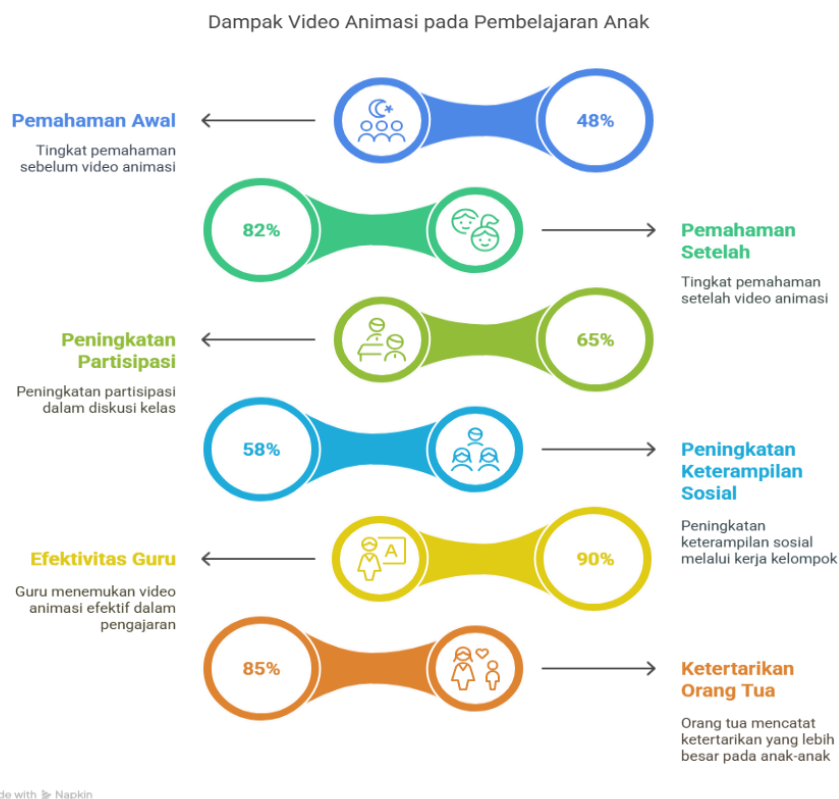 Dampak Video Animasi pada Pembelajaran Anak
Pemahaman Awal
Tingkat pemahaman
sebelum video animasi
48%
82%
Pemahaman
Setelah
Tingkat pemahaman
setelah video animasi
Peningkatan
Partisipasi
Peningkatan partisipasi
dalam diskusi kelas
65%
58%
Peningkatan
Keterampilan
Sosial
Peningkatan
keterampilan sosial
melalui kerja kelompok
Efektivitas Guru
Guru menemukan video
animasi efektif dalam
pengajaran
A
90%
85%
Ketertarikan
Orang Tua
Orang tua mencatat
ketertarikan yang lebih
besar pada anak-anak
de with Napkin